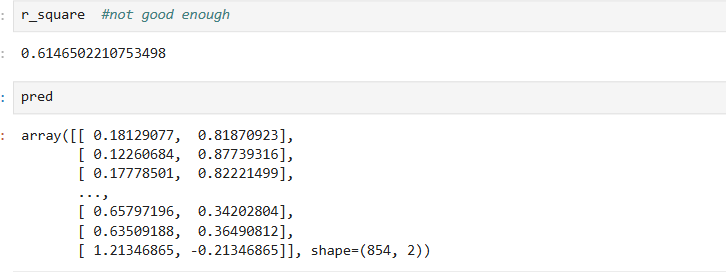 : r_square  #not good enough
: 0.6146502210753498
: pred
: array([[ 0.18129077,  0.81870923],
       [ 0.12260684,  0.87739316],
       [ 0.17778501,  0.82221499],
       ...,
       [ 0.65797196,  0.34202804],
       [ 0.63509188,  0.36490812],
       [ 1.21346865, -0.21346865]], shape=(854, 2))